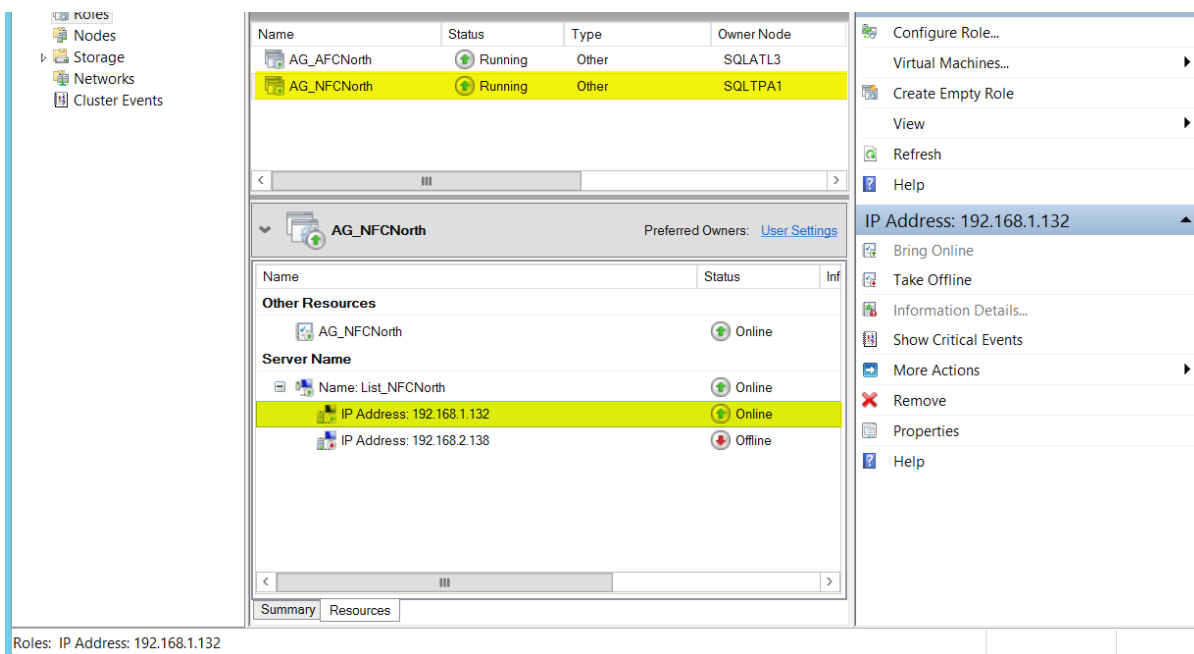 Roles
Nodes
Storage
Networks
Cluster Events
Name Status Type Owner Node
AG_AFCNorth Running Other SQLATL3
AG_NFCNorth Running Other SQLTPA1
AG_NFCNorth Preferred Owners: User Settings
Name Status Inf
Other Resources
AG_NFCNorth Online
Server Name
Name: List_NFCNorth Online
IP Address: 192.168.1.132 Online
IP Address: 192.168.2.138 Offline
Summary Resources
Configure Role...
Virtual Machines...
Create Empty Role
View
Refresh
Help
IP Address: 192.168.1.132
Bring Online
Take Offline
Information Details...
Show Critical Events
More Actions
Remove
Properties
Help
Roles: IP Address: 192.168.1.132